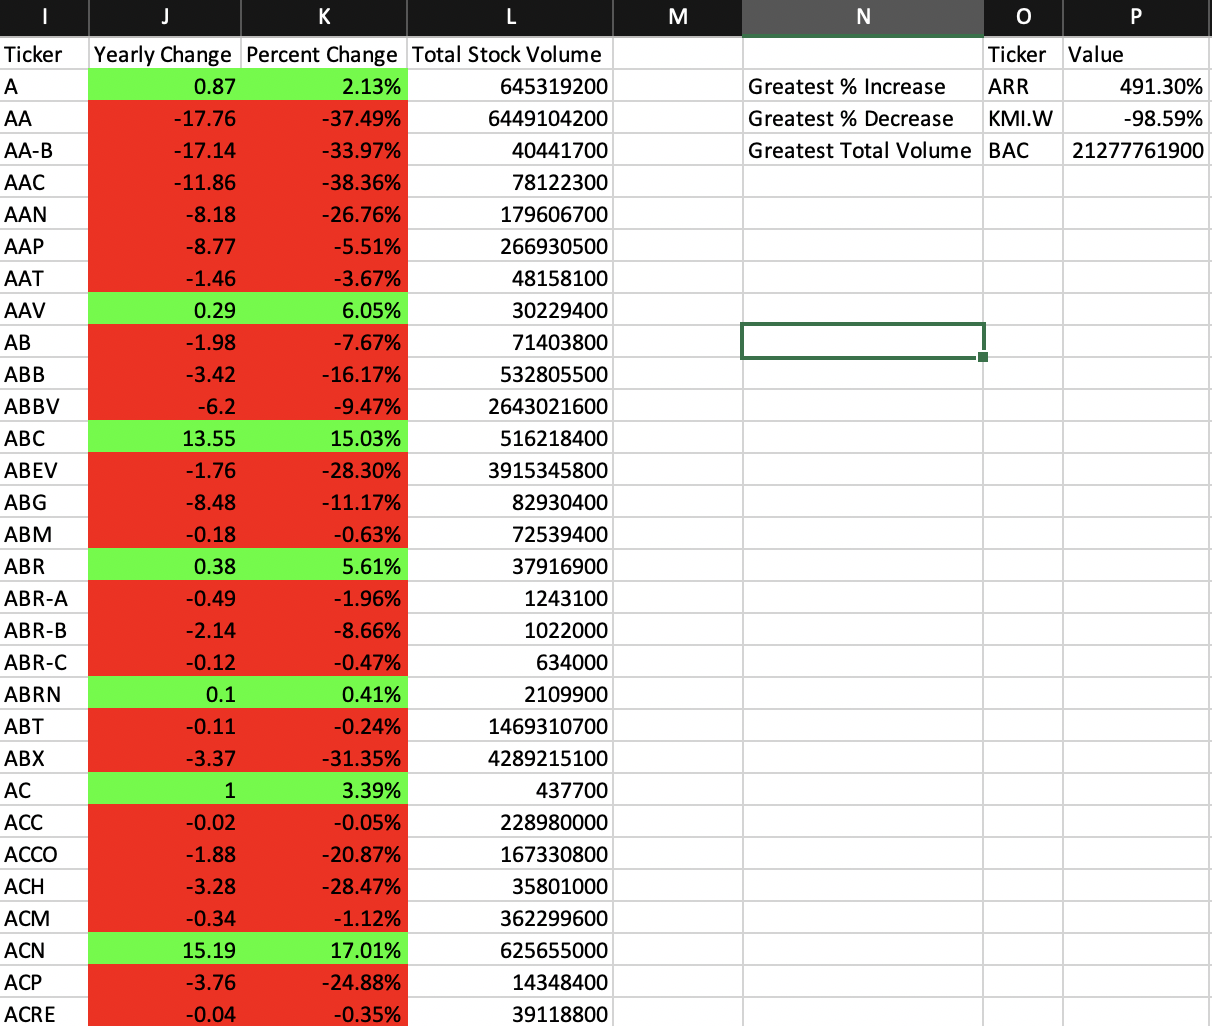 I J K L M N O P
Ticker Yearly Change Percent Change Total Stock Volume Ticker Value
A 0.87 2.13% 645319200 Greatest % Increase ARR 491.30%
AA -17.76 -37.49% 6449104200 Greatest % Decrease KMI.W -98.59%
AA-B -17.14 -33.97% 40441700 Greatest Total Volume BAC 21277761900
AAC -11.86 -38.36% 78122300
AAN -8.18 -26.76% 179606700
AAP -8.77 -5.51% 266930500
AAT -1.46 -3.67% 48158100
AAV 0.29 6.05% 30229400
AB -1.98 -7.67% 71403800
ABB -3.42 -16.17% 532805500
ABBV -6.2 -9.47% 2643021600
ABC 13.55 15.03% 516218400
ABEV -1.76 -28.30% 3915345800
ABG -8.48 -11.17% 82930400
ABM -0.18 -0.63% 72539400
ABR 0.38 5.61% 37916900
ABR-A -0.49 -1.96% 1243100
ABR-B -2.14 -8.66% 1022000
ABR-C -0.12 -0.47% 634000
ABRN 0.1 0.41% 2109900
ABT -0.11 -0.24% 1469310700
ABX -3.37 -31.35% 4289215100
AC 1 3.39% 437700
ACC -0.02 -0.05% 228980000
ACCO -1.88 -20.87% 167330800
ACH -3.28 -28.47% 35801000
ACM -0.34 -1.12% 362299600
ACN 15.19 17.01% 625655000
ACP -3.76 -24.88% 14348400
ACRE -0.04 -0.35% 39118800